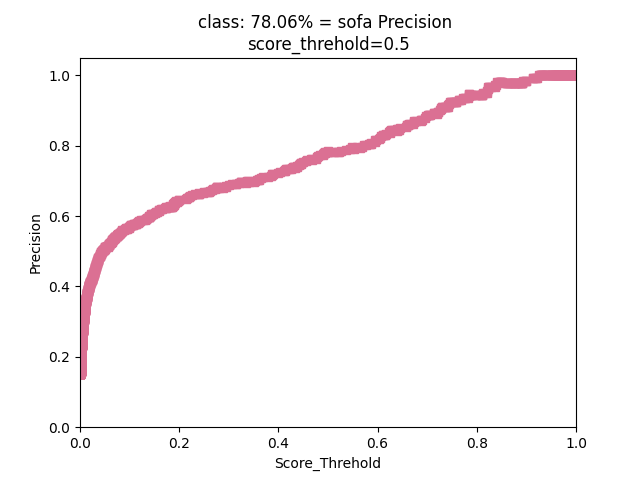 class: 78.06% = sofa Precision
score_threhold=0.5
Precision
1.0
0.8
0.6
0.4
0.2
0.0
0.0 0.2 0.4 0.6 0.8 1.0
Score_Threhold